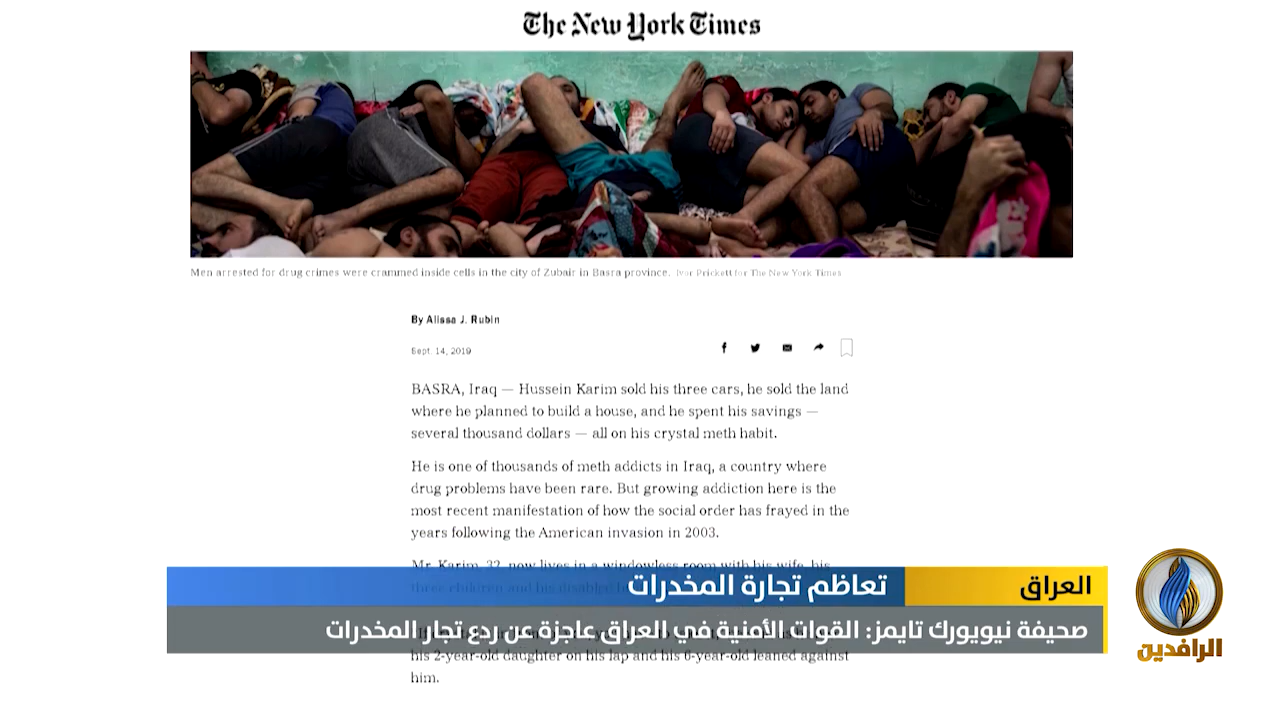 The New York Times
Men arrested for drug crimes were crammed inside cells in the city of Zubair in Basra province. Ivor Prickett for The New York Times
By Alissa J. Rubin
Sept. 14, 2019
BASRA, Iraq — Hussein Karim sold his three cars, he sold the land
where he planned to build a house, and he spent his savings —
several thousand dollars — all on his crystal meth habit.
He is one of thousands of meth addicts in Iraq, a country where
drug problems have been rare. But growing addiction here is the
most recent manifestation of how the social order has frayed in the
years following the American invasion in 2003.
Mr. Karim, 32, now lives in a windowless room with his wife, his
three children and his disabled
العراق
تعاظم تجارة المخدرات
صحيفة نيويورك تايمز: القوات الأمنية في العراق عاجزة عن ردع تجار المخدرات
الرافدين
his 2-year-old daughter on his lap and his 6-year-old leaned against
him.